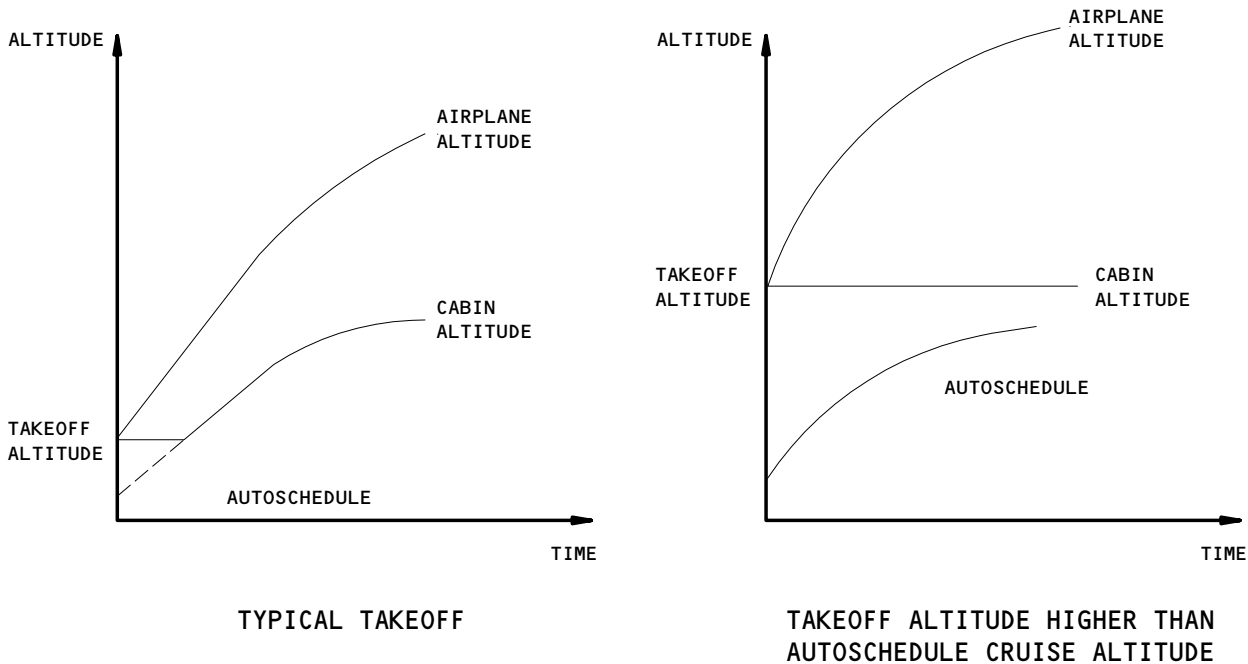 ALTITUDE
AIRPLANE
ALTITUDE
CABIN
ALTITUDE
TAKEOFF
ALTITUDE
AUTOSCHEDULE
TIME
TYPICAL TAKEOFF
ALTITUDE
AIRPLANE
ALTITUDE
TAKEOFF
ALTITUDE
CABIN
ALTITUDE
AUTOSCHEDULE
TIME
TAKEOFF ALTITUDE HIGHER THAN
AUTOSCHEDULE CRUISE ALTITUDE